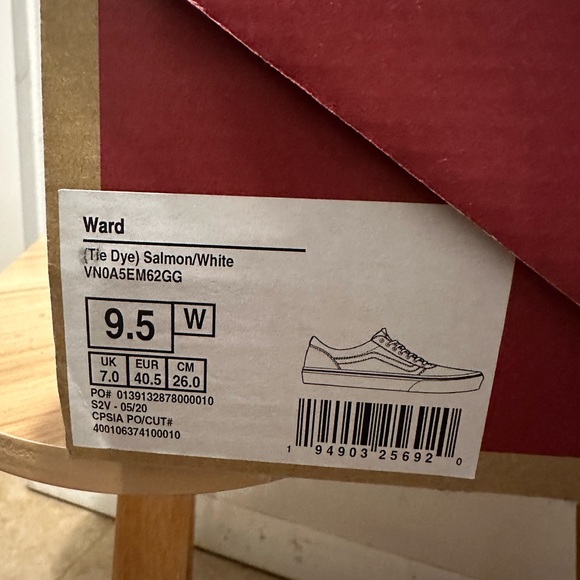 Ward
(Tie Dye) Salmon/White
VN0A5EM62GG
9.5 W
UK EUR CM
7.0 40.5 26.0
PO# 0139132878000010
S2V - 05/20
CPSIA PO/CUT#
400106374100010
1 94903 25692 0